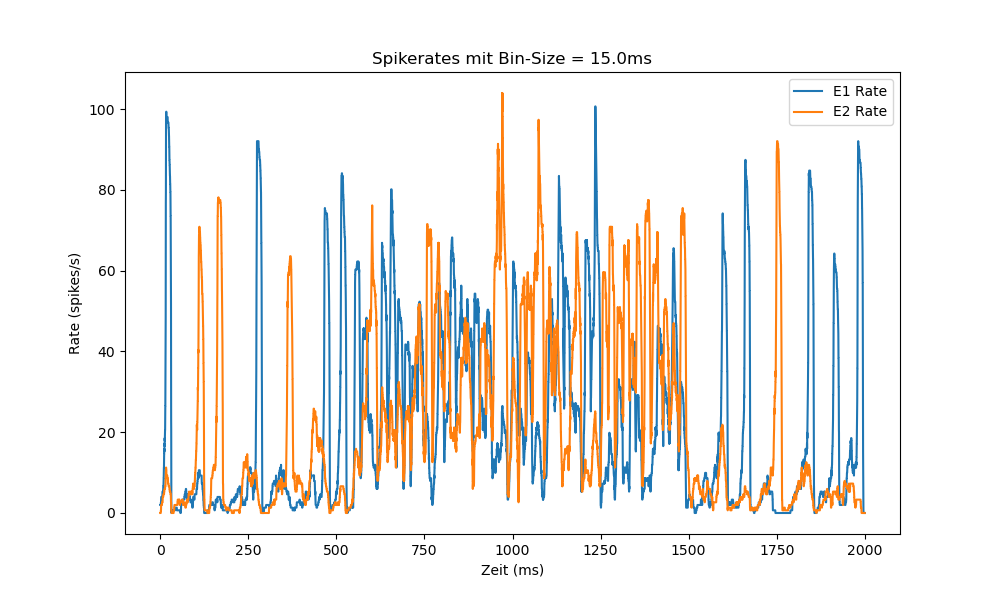 Spikerates mit Bin-Size = 15.0ms
E1 Rate
E2 Rate
Rate (spikes/s)
100
80
60
40
20
0
0 250 500 750 1000 1250 1500 1750 2000
Zeit (ms)